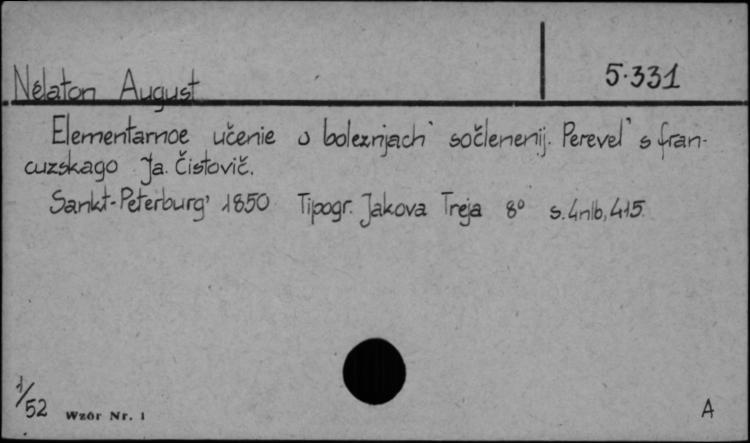 Nélaton August
5.331
Elementarnoe učenie o boleznjach' sočlenenij. Perevel' s fran-
cuzskago Ja. Čistovič.
Sankt-Peterburg' 1850 Tipogr. Jakova Treja 8° s.4nlb,415.
1/52
Wzór Nr. 1
A